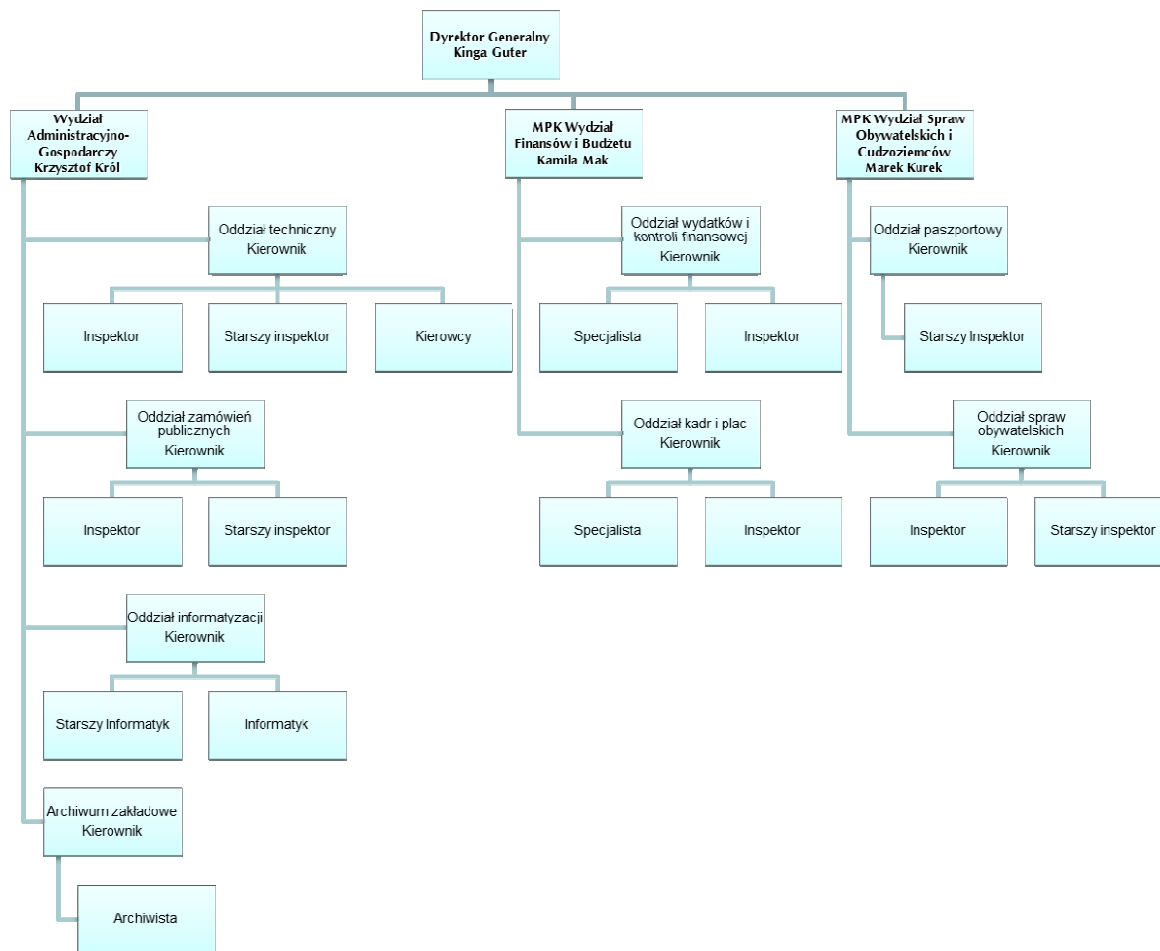 Dyrektor Generalny
Kinga Guter
Wydział
Administracyjno-
Gospodarczy
Krzysztof Król
MPK Wydział
Finansów i Budżetu
Kamila Mak
MPK Wydział Spraw
Obywatelskich i
Cudzoziemców
Marek Kurek
Oddział techniczny
Kierownik
Oddział wydatków i
kontroli finansowej
Kierownik
Oddział paszportowy
Kierownik
Inspektor
Starszy inspektor
Kierowcy
Specjalista
Inspektor
Starszy Inspektor
Oddział zamówień
publicznych
Kierownik
Oddział kadr i płac
Kierownik
Oddział spraw
obywatelskich
Kierownik
Inspektor
Starszy inspektor
Specjalista
Inspektor
Inspektor
Starszy inspektor
Oddział informatyzacji
Kierownik
Starszy Informatyk
Informatyk
Archiwum zakładowe
Kierownik
Archiwista